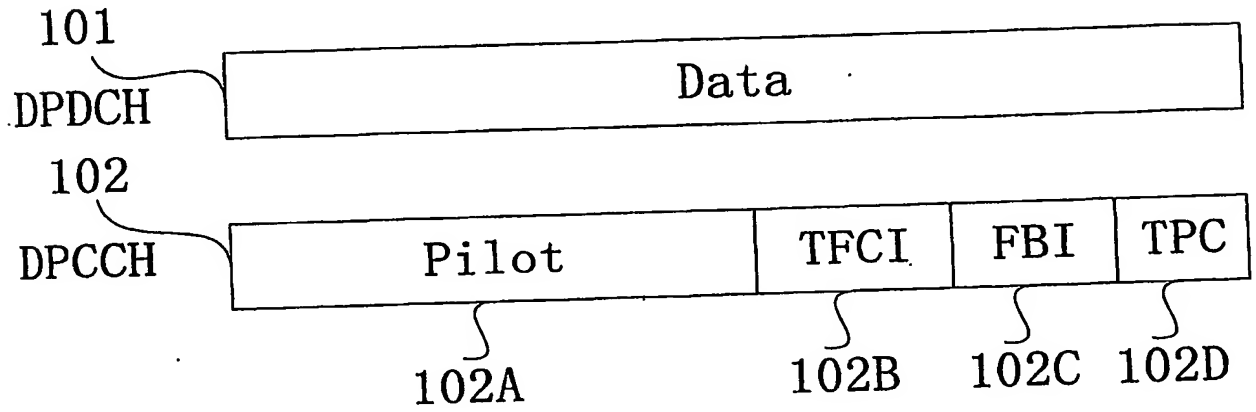 101
DPDCH
Data
102
DPCCH
Pilot TFCI FBI TPC
102A 102B 102C 102D